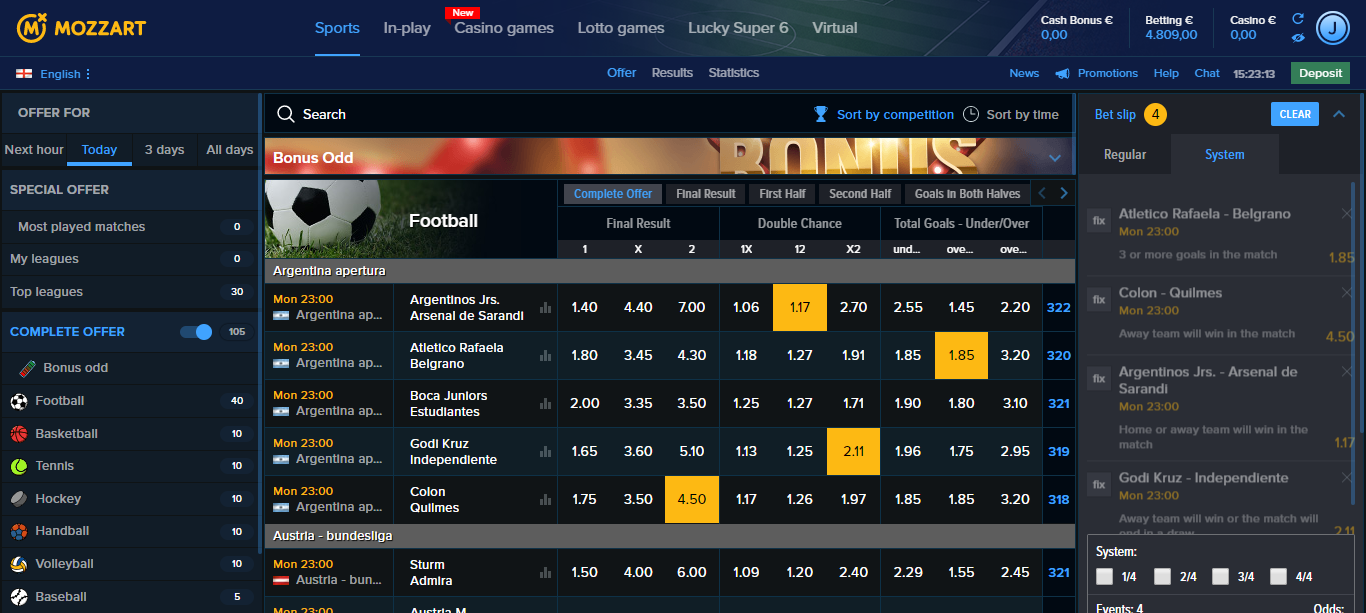 MOZZART
Sports
In-play
New
Casino games
Lotto games
Lucky Super 6
Virtual
Cash Bonus €
0,00
Betting €
4.809,00
Casino €
0,00
J
English
Offer
Results
Statistics
News
Promotions
Help
Chat
15:23:13
Deposit
OFFER FOR
Next hour
Today
3 days
All days
SPECIAL OFFER
Most played matches 0
My leagues 0
Top leagues 30
COMPLETE OFFER 105
Bonus odd
Football 40
Basketball 10
Tennis 10
Hockey 10
Handball 10
Volleyball 10
Baseball 5
Search
Sort by competition
Sort by time
Bonus Odd
BONUS
Football
Complete Offer
Final Result
First Half
Second Half
Goals In Both Halves
Final Result
Double Chance
Total Goals - Under/Over
1 X 2 1X 12 X2 und... ove... ove...
Argentina apertura
Mon 23:00
Argentina ap...
Argentinos Jrs.
Arsenal de Sarandi
1.40 4.40 7.00 1.06 1.17 2.70 2.55 1.45 2.20 322
Mon 23:00
Argentina ap...
Atletico Rafaela
Belgrano
1.80 3.45 4.30 1.18 1.27 1.91 1.85 1.85 3.20 320
Mon 23:00
Argentina ap...
Boca Juniors
Estudiantes
2.00 3.35 3.50 1.25 1.27 1.71 1.90 1.80 3.10 321
Mon 23:00
Argentina ap...
Godi Kruz
Independiente
1.65 3.60 5.10 1.13 1.25 2.11 1.96 1.75 2.95 319
Mon 23:00
Argentina ap...
Colon
Quilmes
1.75 3.50 4.50 1.17 1.26 1.97 1.85 1.85 3.20 318
Austria - bundesliga
Mon 23:00
Austria - bun...
Sturm
Admira
1.50 4.00 6.00 1.09 1.20 2.40 2.29 1.55 2.45 321
Mon 23:00
Austria M
Bet slip 4
CLEAR
Regular
System
fix
Atletico Rafaela - Belgrano
Mon 23:00
3 or more goals in the match
1.85
fix
Colon - Quilmes
Mon 23:00
Away team will win in the match
4.50
fix
Argentinos Jrs. - Arsenal de
Sarandi
Mon 23:00
Home or away team will win in the
match
1.17
fix
Godi Kruz - Independiente
Mon 23:00
Away team will win or the match will
end in a draw
2.11
System:
1/4 2/4 3/4 4/4
Events: 4
Odds: